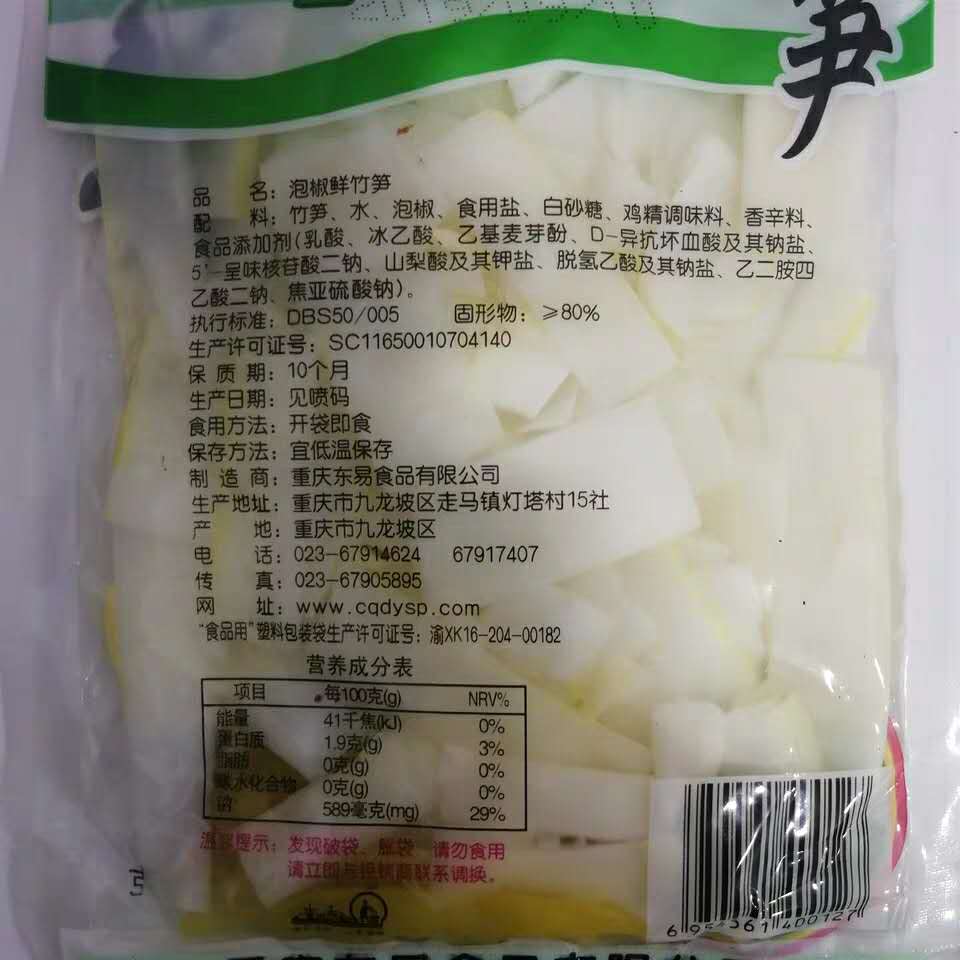 笋
品 名：泡椒鲜竹笋
配 料：竹笋、水、泡椒、食用盐、白砂糖、鸡精调味料、香辛料、
食品添加剂(乳酸、冰乙酸、乙基麦芽酚、D-异抗坏血酸及其钠盐、
5'-呈味核苷酸二钠、山梨酸及其钾盐、脱氢乙酸及其钠盐、乙二胺四
乙酸二钠、焦亚硫酸钠)。
执行标准：DBS50/005 固形物：≥80%
生产许可证号：SC11650010704140
保 质 期：10个月
生产日期：见喷码
食用方法：开袋即食
保存方法：宜低温保存
制 造 商：重庆东易食品有限公司
生产地址：重庆市九龙坡区走马镇灯塔村15社
产 地：重庆市九龙坡区
电 话：023-67914624 67917407
传 真：023-67905895
网 址：www.cqdysp.com
“食品用”塑料包装袋生产许可证号：渝XK16-204-00182
营养成分表
项目 每100克(g) NRV%
能量 41千焦(kJ) 0%
蛋白质 1.9克(g) 3%
脂肪 0克(g) 0%
碳水化合物 0克(g) 0%
钠 589毫克(mg) 29%
温馨提示：发现破袋、胀袋 请勿食用
请立即与经销商联系调换。